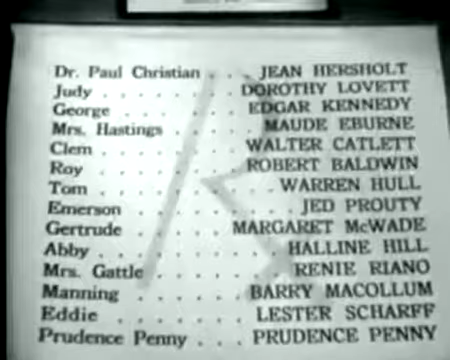 Dr. Paul Christian . . . JEAN HERSHOLT
Judy . . . . . . . DOROTHY LOVETT
George . . . . . . . EDGAR KENNEDY
Mrs. Hastings . . . . . MAUDE EBURNE
Clem . . . . . . . WALTER CATLETT
Roy . . . . . . . ROBERT BALDWIN
Tom . . . . . . . . . WARREN HULL
Emerson . . . . . . . . JED PROUTY
Gertrude . . . . . MARGARET McWADE
Abby . . . . . . . . . HALLINE HILL
Mrs. Gattle . . . . . . . RENIE RIANO
Manning . . . . . BARRY MACOLLUM
Eddie . . . . . . LESTER SCHARFF
Prudence Penny . . . PRUDENCE PENNY